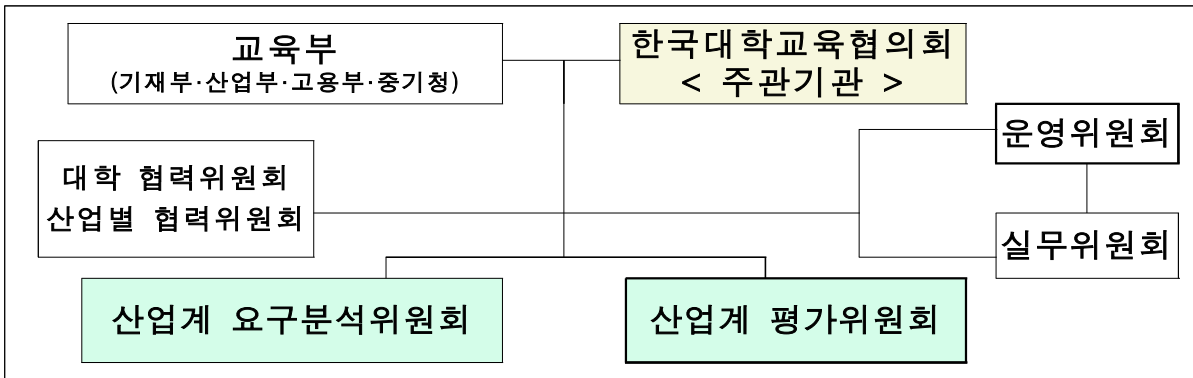 교육부
(기재부·산업부·고용부·중기청)
한국대학교육협의회
< 주관기관 >
운영위원회
대학 협력위원회
산업별 협력위원회
실무위원회
산업계 요구분석위원회
산업계 평가위원회